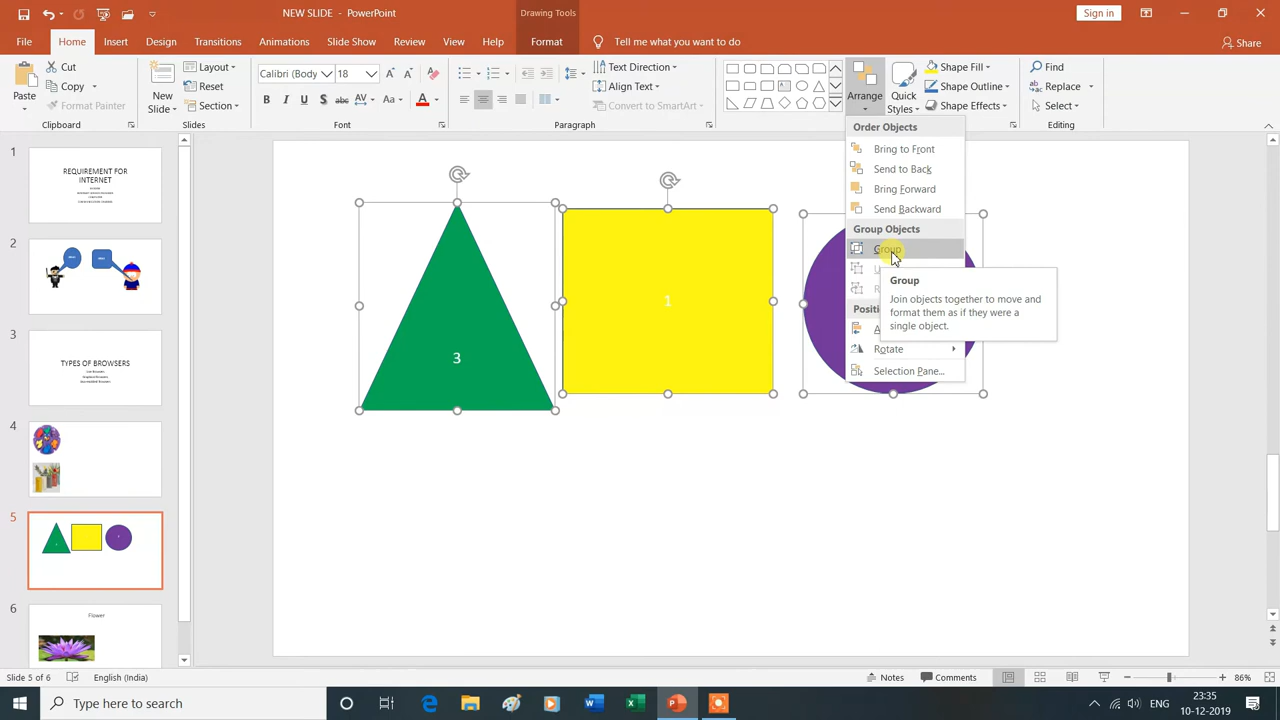 NEW SLIDE - PowerPoint
Drawing Tools
Sign in
File
Home
Insert
Design
Transitions
Animations
Slide Show
Review
View
Help
Format
Tell me what you want to do
Share
Paste
Cut
Copy
Format Painter
Clipboard
New Slide
Layout
Reset
Section
Slides
Calibri (Body
18
Font
Text Direction
Align Text
Convert to SmartArt
Paragraph
Arrange
Quick Styles
Shape Fill
Shape Outline
Shape Effects
Find
Replace
Select
Editing
Order Objects
Bring to Front
Send to Back
Bring Forward
Send Backward
Group Objects
Group
Group
Join objects together to move and
format them as if they were a
single object.
Rotate
Selection Pane...
1
REQUIREMENT FOR
INTERNET
2
3
TYPES OF BROWSERS
4
5
6
Flower
3
1
Slide 5 of 6
English (India)
Notes
Comments
86%
Type here to search
ENG
23:35
10-12-2019